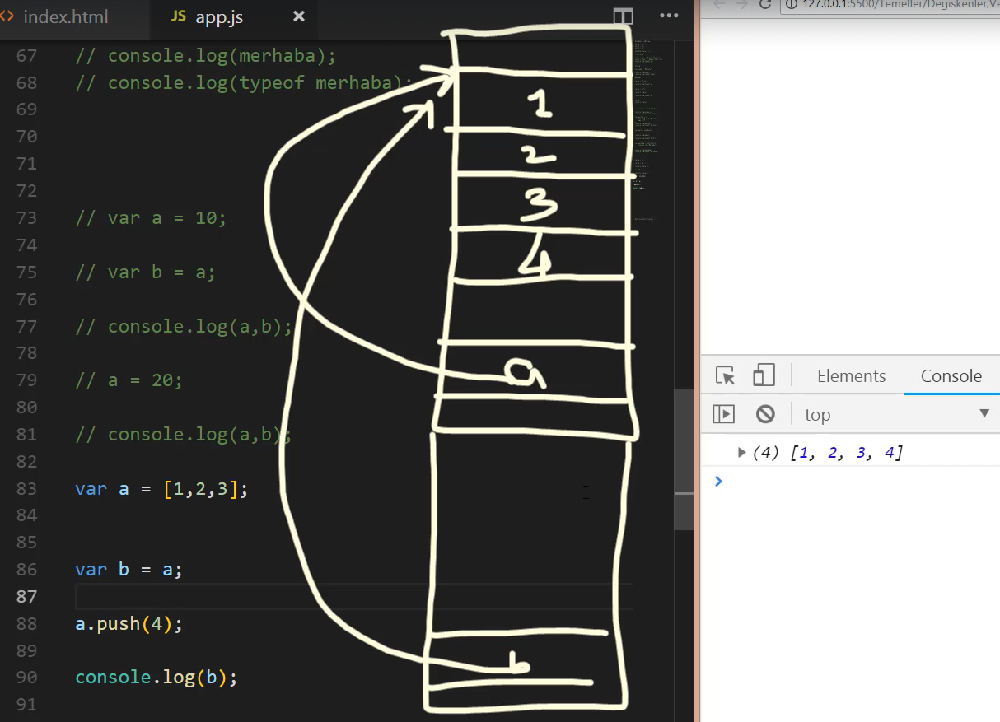 <> index.html JS app.js × ...
67 // console.log(merhaba);
68 // console.log(typeof merhaba);
69
70
71
72
73 // var a = 10;
74
75 // var b = a;
76
77 // console.log(a,b);
78
79 // a = 20;
80
81 // console.log(a,b);
82
83 var a = [1,2,3];
84
85
86 var b = a;
87
88 a.push(4);
89
90 console.log(b);
91
1
2
3
4
a
b
127.0.0.1:5500/Temeller/Degiskenler,Ve
Elements Console
top
(4) [1, 2, 3, 4]